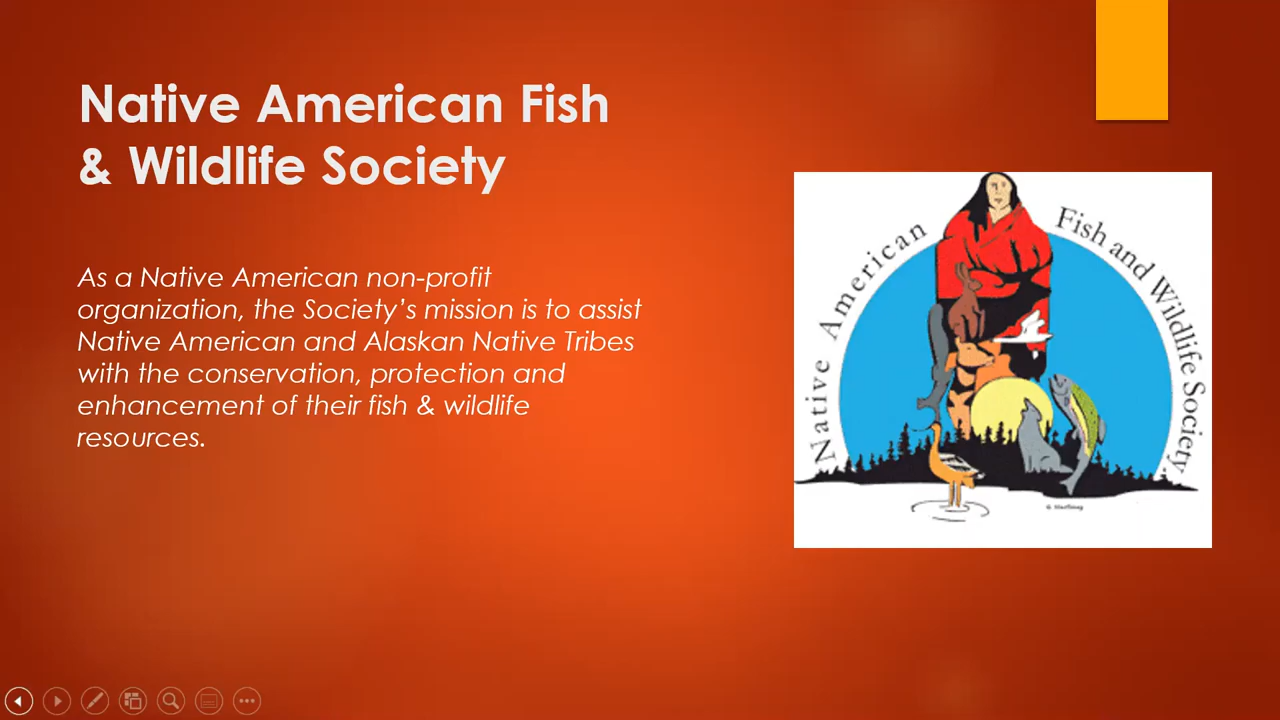 Native American Fish
& Wildlife Society
As a Native American non-profit
organization, the Society's mission is to assist
Native American and Alaskan Native Tribes
with the conservation, protection and
enhancement of their fish & wildlife
resources.
Native American Fish and Wildlife Society